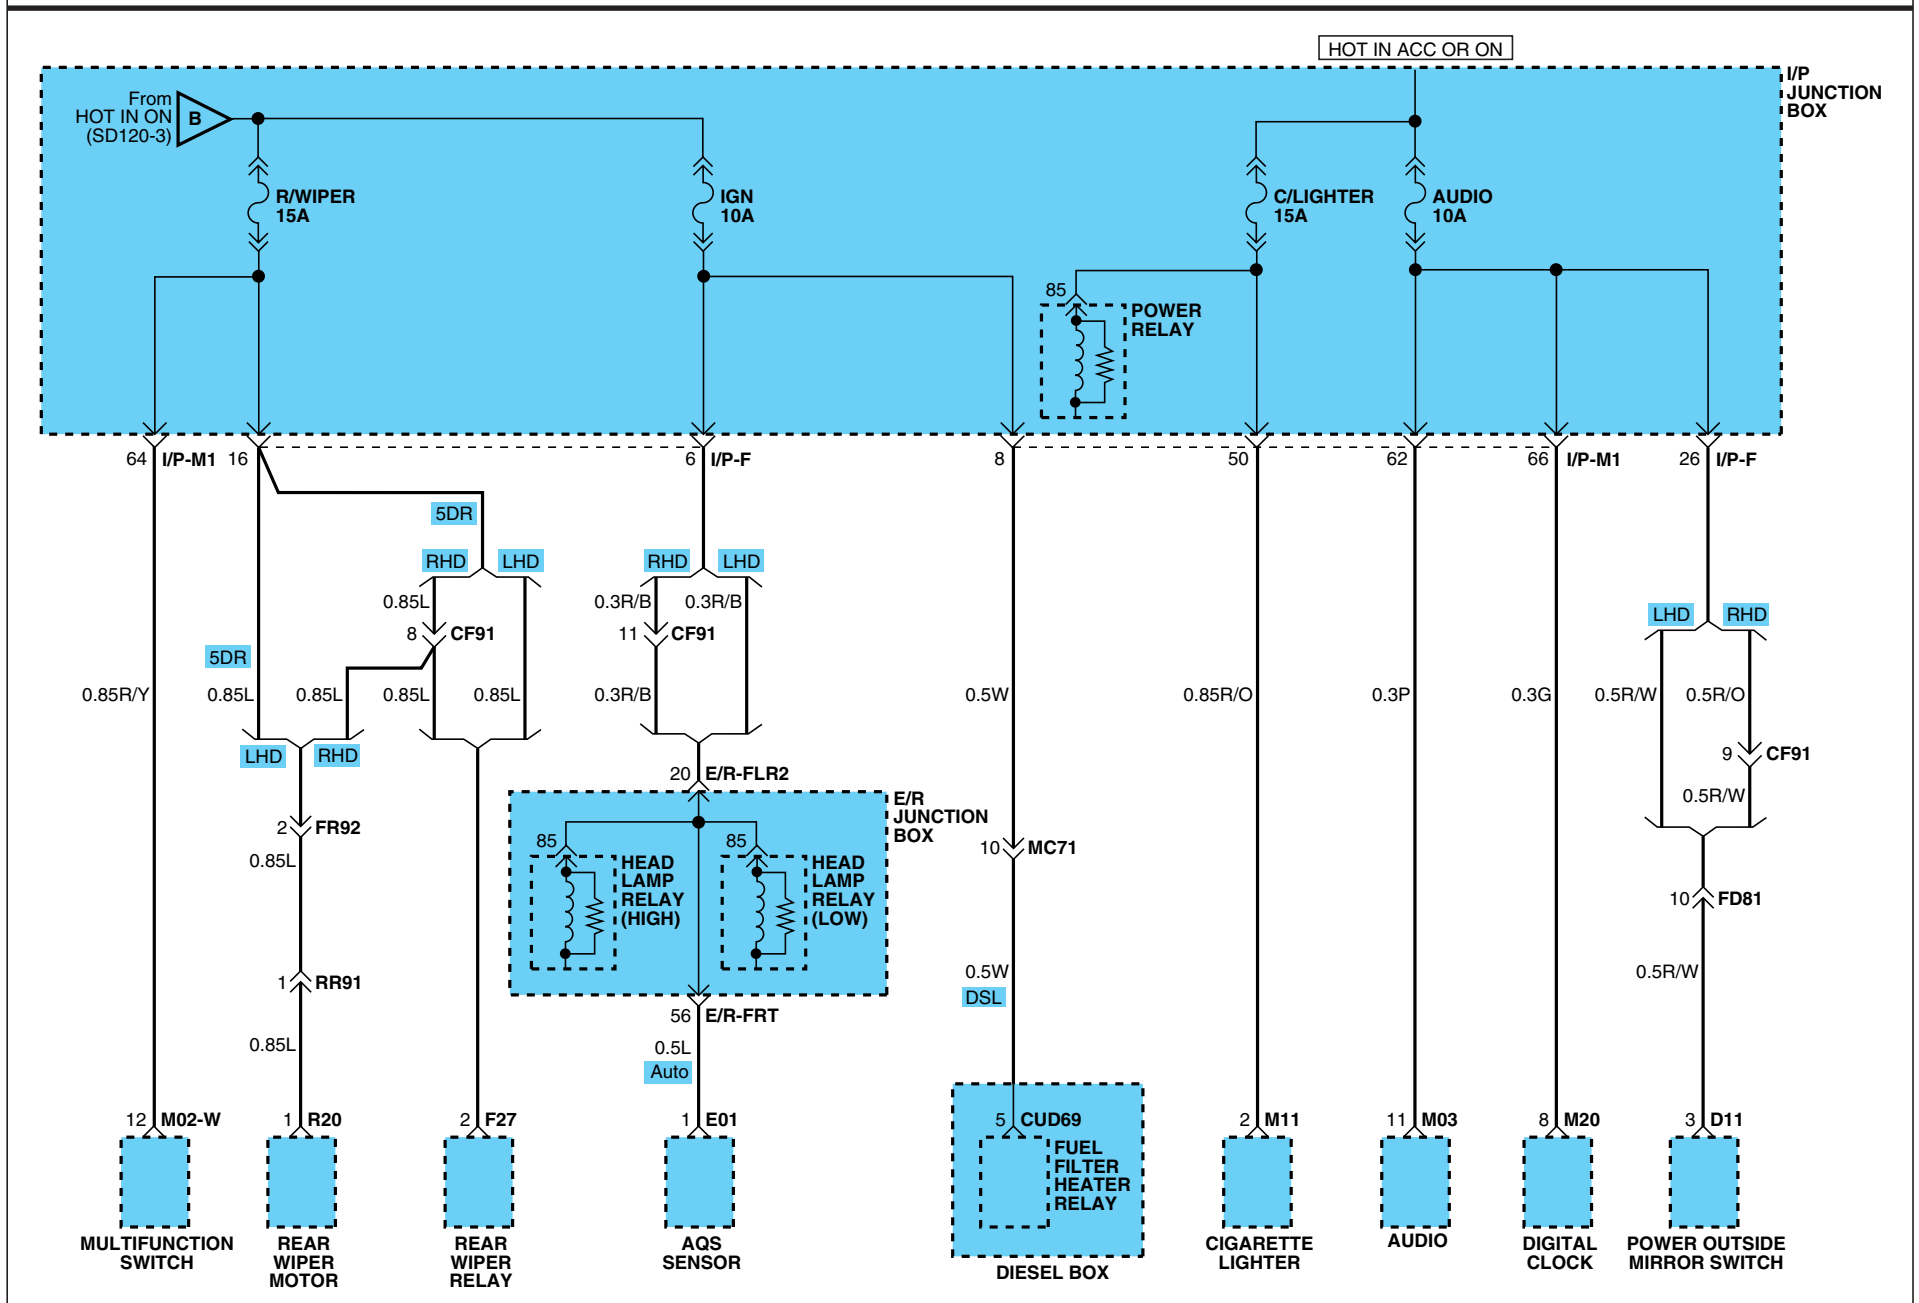 HOT IN ACC OR ON
I/P
JUNCTION
BOX
From
HOT IN ON
(SD120-3)
B
R/WIPER
15A
IGN
10A
C/LIGHTER
15A
AUDIO
10A
85
POWER
RELAY
64
I/P-M1
16
6
I/P-F
8
50
62
66
I/P-M1
26
I/P-F
5DR
RHD
LHD
RHD
LHD
0.85L
0.3R/B
0.3R/B
LHD
RHD
8
CF91
11
CF91
5DR
0.85R/Y
0.85L
0.85L
0.85L
0.85L
0.3R/B
0.5W
0.85R/O
0.3P
0.3G
0.5R/W
0.5R/O
LHD
RHD
9
CF91
20
E/R-FLR2
0.5R/W
E/R
JUNCTION
BOX
2
FR92
85
85
10
MC71
0.85L
HEAD
LAMP
RELAY
(HIGH)
HEAD
LAMP
RELAY
(LOW)
10
FD81
1
RR91
0.5W
DSL
0.5R/W
56
E/R-FRT
0.85L
0.5L
Auto
12
M02-W
1
R20
2
F27
1
E01
5
CUD69
2
M11
11
M03
8
M20
3
D11
FUEL
FILTER
HEATER
RELAY
MULTIFUNCTION
SWITCH
REAR
WIPER
MOTOR
REAR
WIPER
RELAY
AQS
SENSOR
DIESEL BOX
CIGARETTE
LIGHTER
AUDIO
DIGITAL
CLOCK
POWER OUTSIDE
MIRROR SWITCH